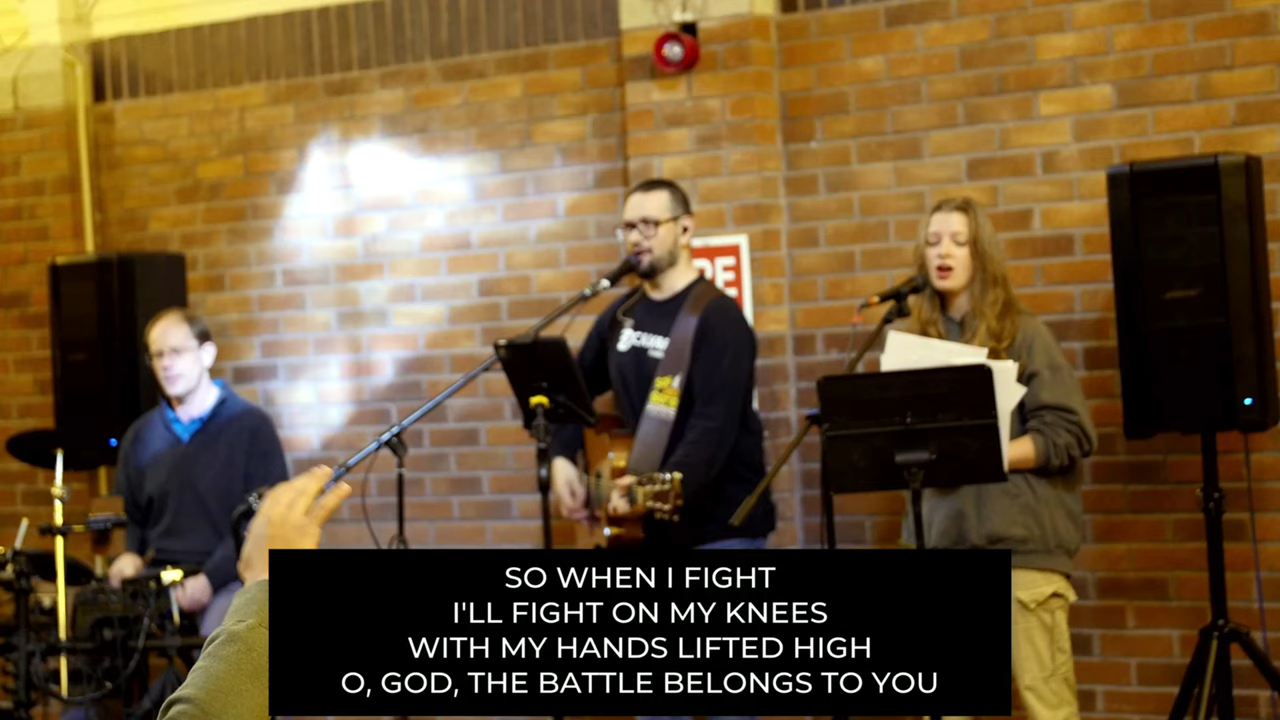 SO WHEN I FIGHT
I'LL FIGHT ON MY KNEES
WITH MY HANDS LIFTED HIGH
O, GOD, THE BATTLE BELONGS TO YOU